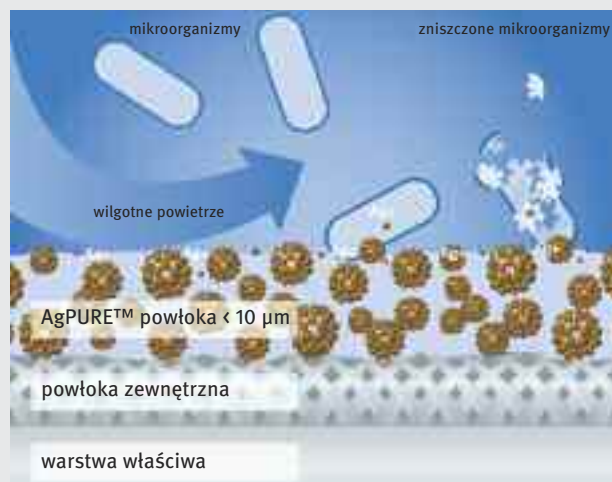 mikroorganizmy
zniszczone mikroorganizmy
wilgotne powietrze
AgPURE™ powłoka < 10 µm
powłoka zewnętrzna
warstwa właściwa